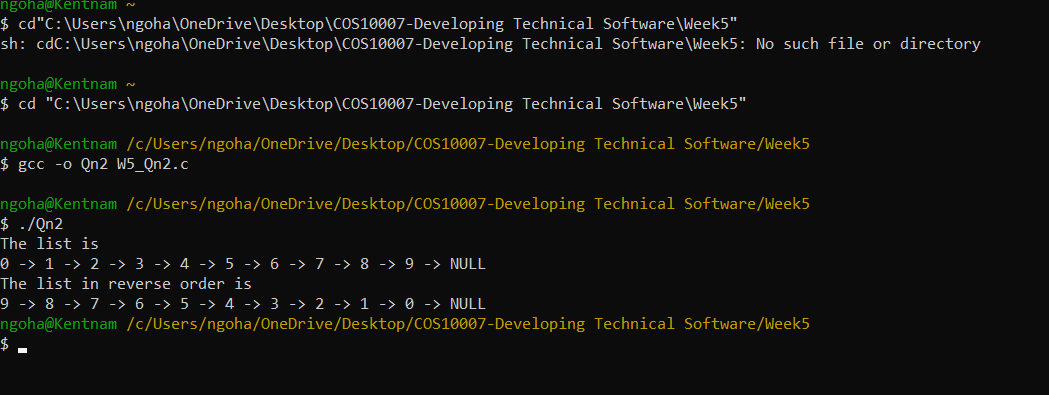 ngoha@Kentnam ~
$ cd"C:\Users\ngoha\OneDrive\Desktop\COS10007-Developing Technical Software\Week5"
sh: cdC:\Users\ngoha\OneDrive\Desktop\COS10007-Developing Technical Software\Week5: No such file or directory
ngoha@Kentnam ~
$ cd "C:\Users\ngoha\OneDrive\Desktop\COS10007-Developing Technical Software\Week5"
ngoha@Kentnam /c/Users/ngoha/OneDrive/Desktop/COS10007-Developing Technical Software/Week5
$ gcc -o Qn2 W5_Qn2.c
ngoha@Kentnam /c/Users/ngoha/OneDrive/Desktop/COS10007-Developing Technical Software/Week5
$ ./Qn2
The list is
0 -> 1 -> 2 -> 3 -> 4 -> 5 -> 6 -> 7 -> 8 -> 9 -> NULL
The list in reverse order is
9 -> 8 -> 7 -> 6 -> 5 -> 4 -> 3 -> 2 -> 1 -> 0 -> NULL
ngoha@Kentnam /c/Users/ngoha/OneDrive/Desktop/COS10007-Developing Technical Software/Week5
$